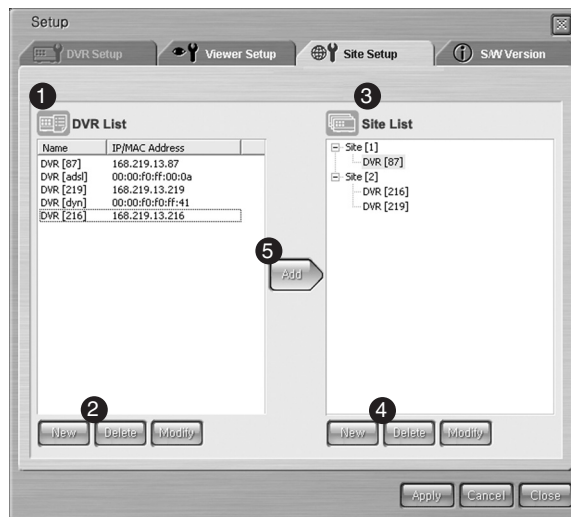 Setup
DVR Setup
Viewer Setup
Site Setup
S/W Version
1
DVR List
Name IP/MAC Address
DVR [87] 168.219.13.87
DVR [adsl] 00:00:f0:ff:00:0a
DVR [219] 168.219.13.219
DVR [dyn] 00:00:f0:f0:ff:41
DVR [216] 168.219.13.216
2
New Delete Modify
5
Add
3
Site List
Site [1]
DVR [87]
Site [2]
DVR [216]
DVR [219]
4
New Delete Modify
Apply Cancel Close